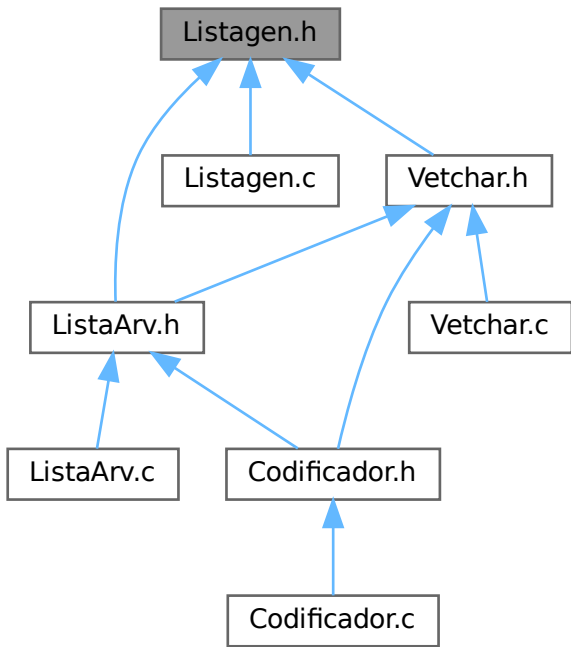 Listagen.h
Listagen.c
Vetchar.h
ListaArv.h
Vetchar.c
ListaArv.c
Codificador.h
Codificador.c